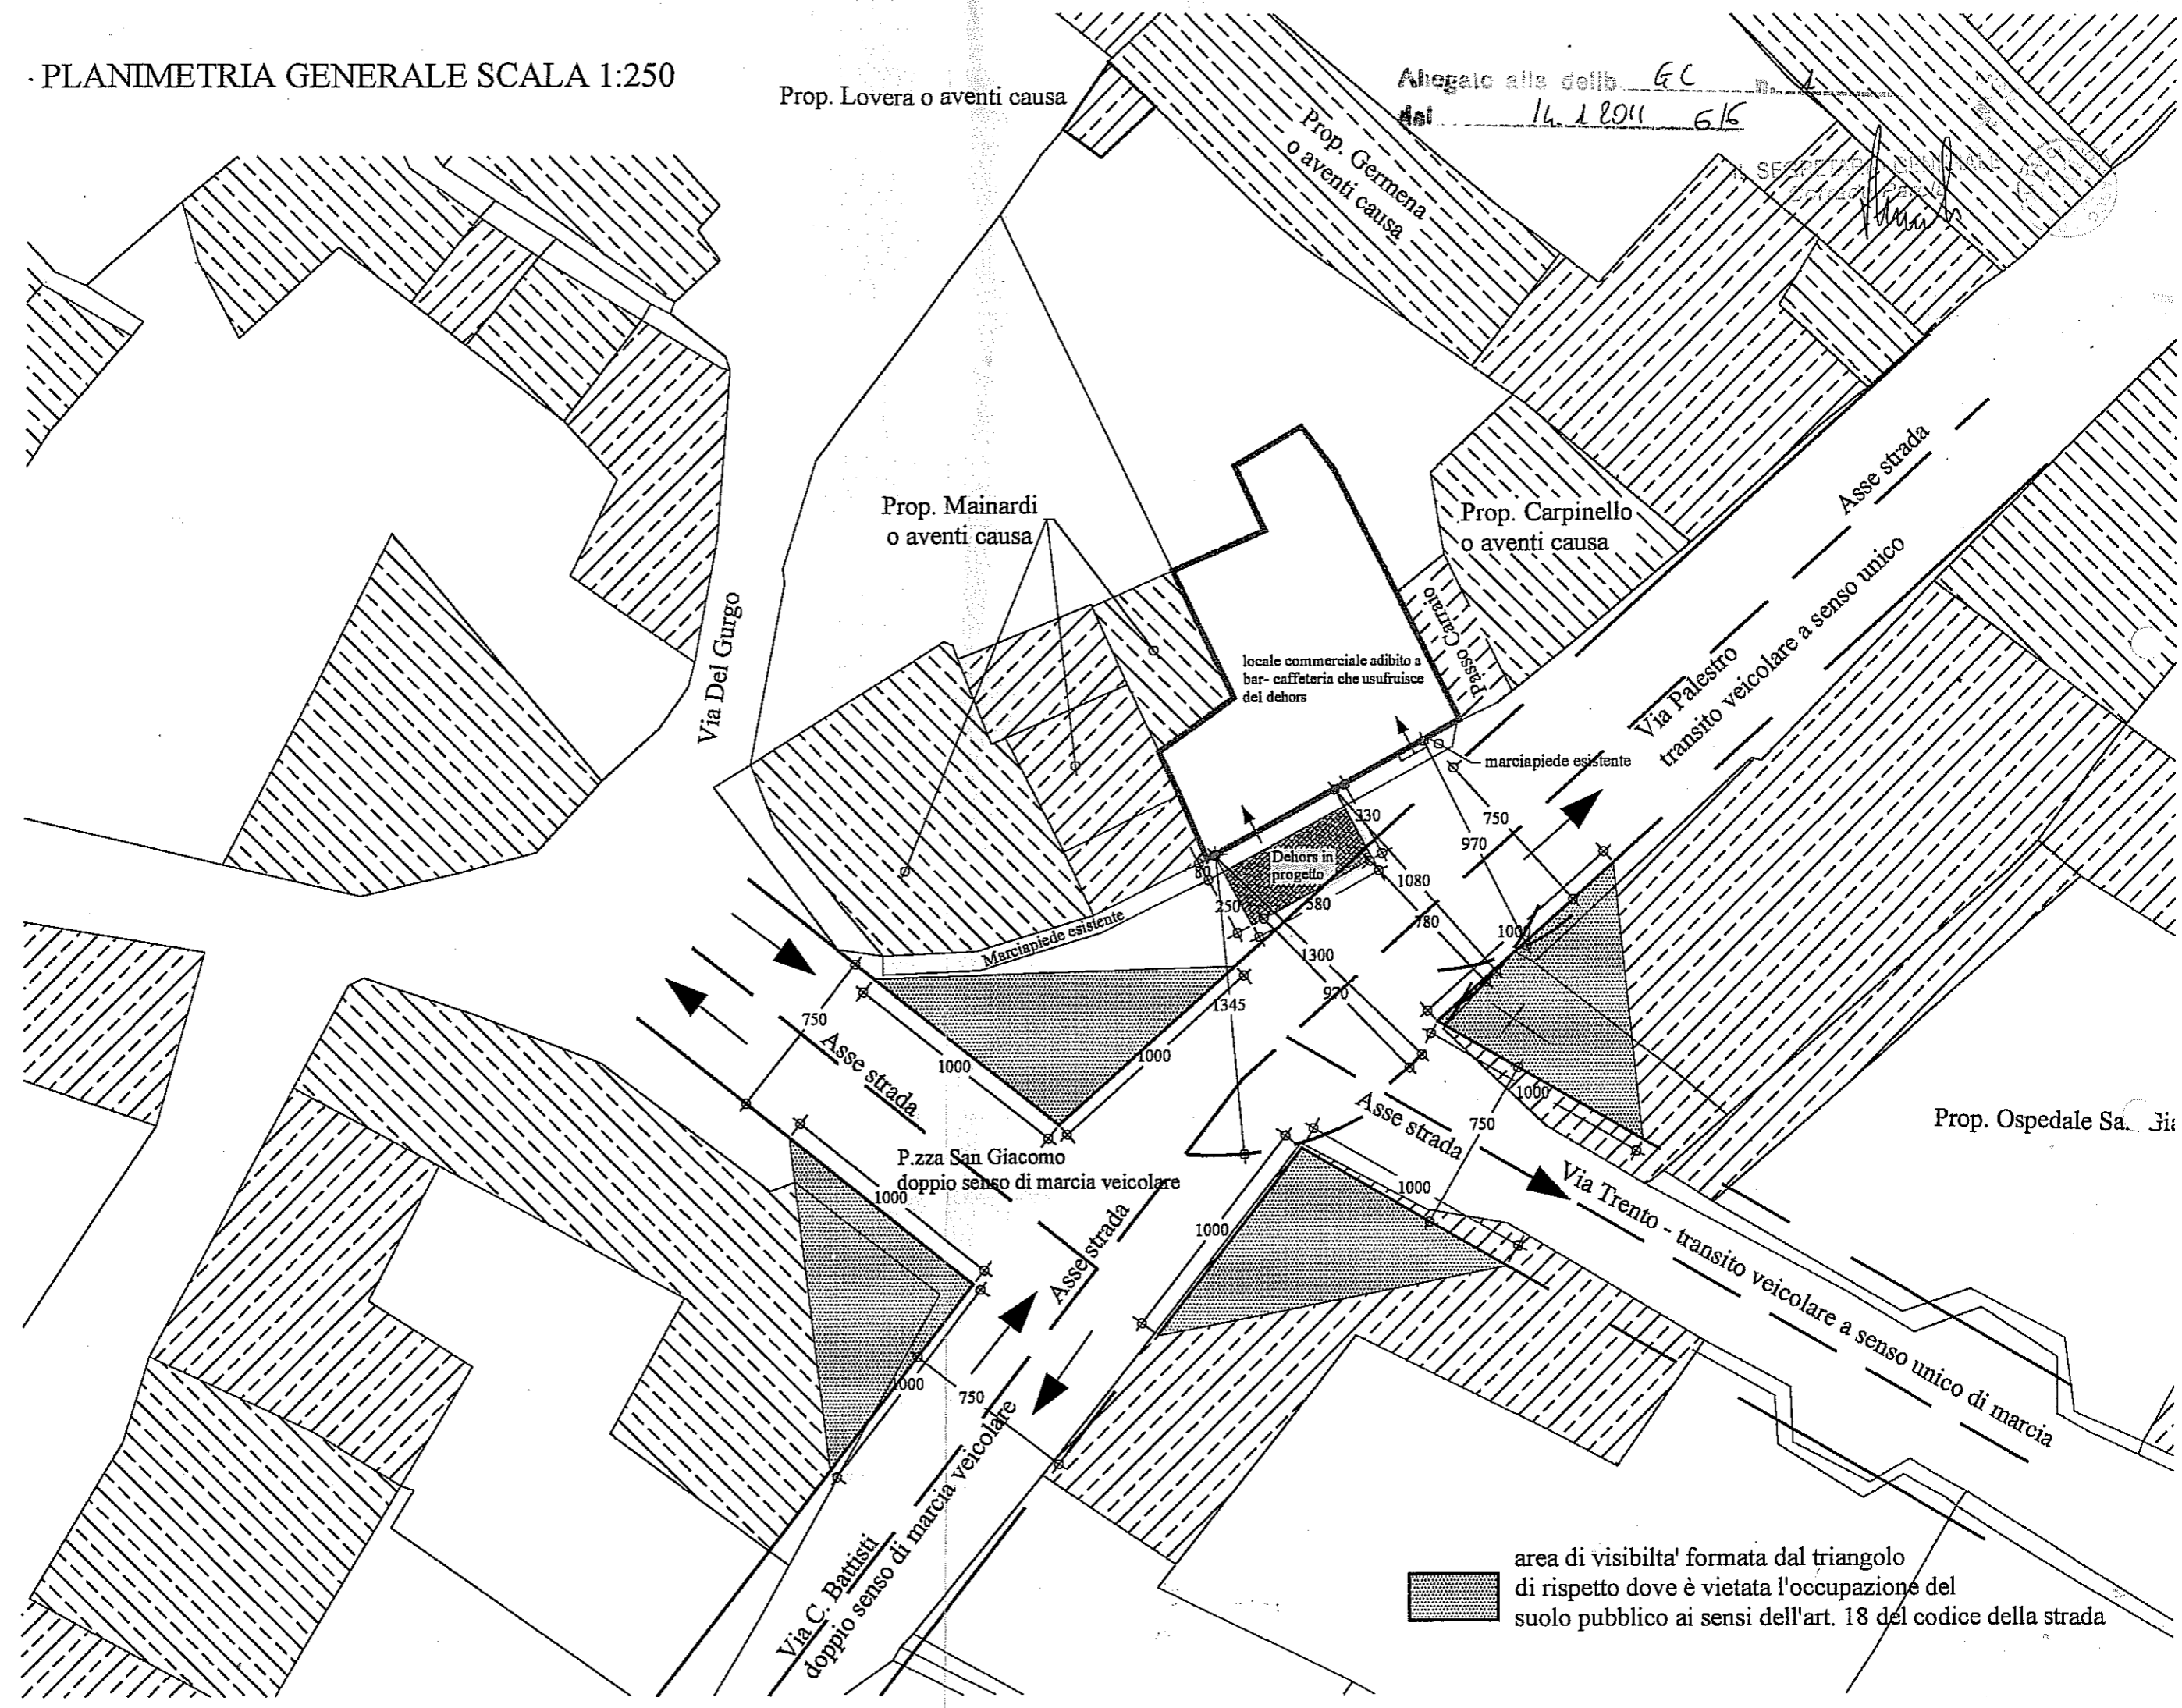 PLANIMETRIA GENERALE SCALA 1:250
Prop. Lovera o aventi causa
Allegato alla delib. GC n. 1
del 14.1.2011
SEGRETARIO GENERALE
Prop. Germena
o aventi causa
Prop. Mainardi
o aventi causa
Prop. Carpinello
o aventi causa
Asse strada
Via Palestro
transito veicolare a senso unico
Passo Carraio
Via Del Gurgo
locale commerciale adibito a
bar- caffeteria che usufruisce
del dehors
marciapiede esistente
330
750
970
Dehors in
progetto
80
1080
250
580
780
1000
Marciapiede esistente
1300
970
1345
750
Asse strada
1000
1000
1000
Asse strada
750
Prop. Ospedale Sa
P.zza San Giacomo
doppio senso di marcia veicolare
1000
1000
1000
Asse strada
Via Trento - transito veicolare a senso unico di marcia
1000
750
Via C. Battisti
doppio senso di marcia veicolare
area di visibilta' formata dal triangolo
di rispetto dove è vietata l'occupazione del
suolo pubblico ai sensi dell'art. 18 del codice della strada